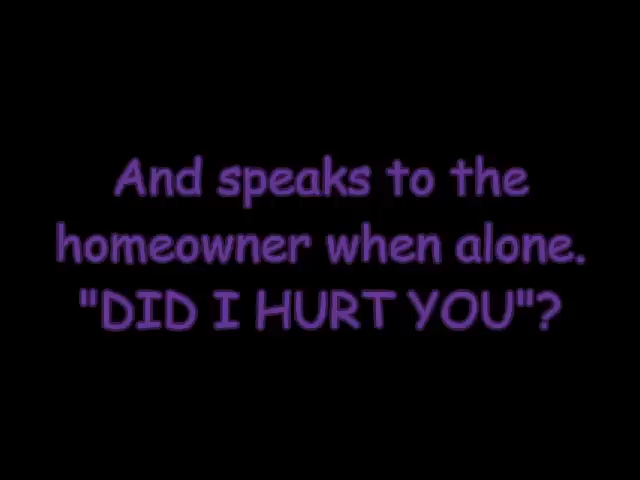 And speaks to the
homeowner when alone.
"DID I HURT YOU"?